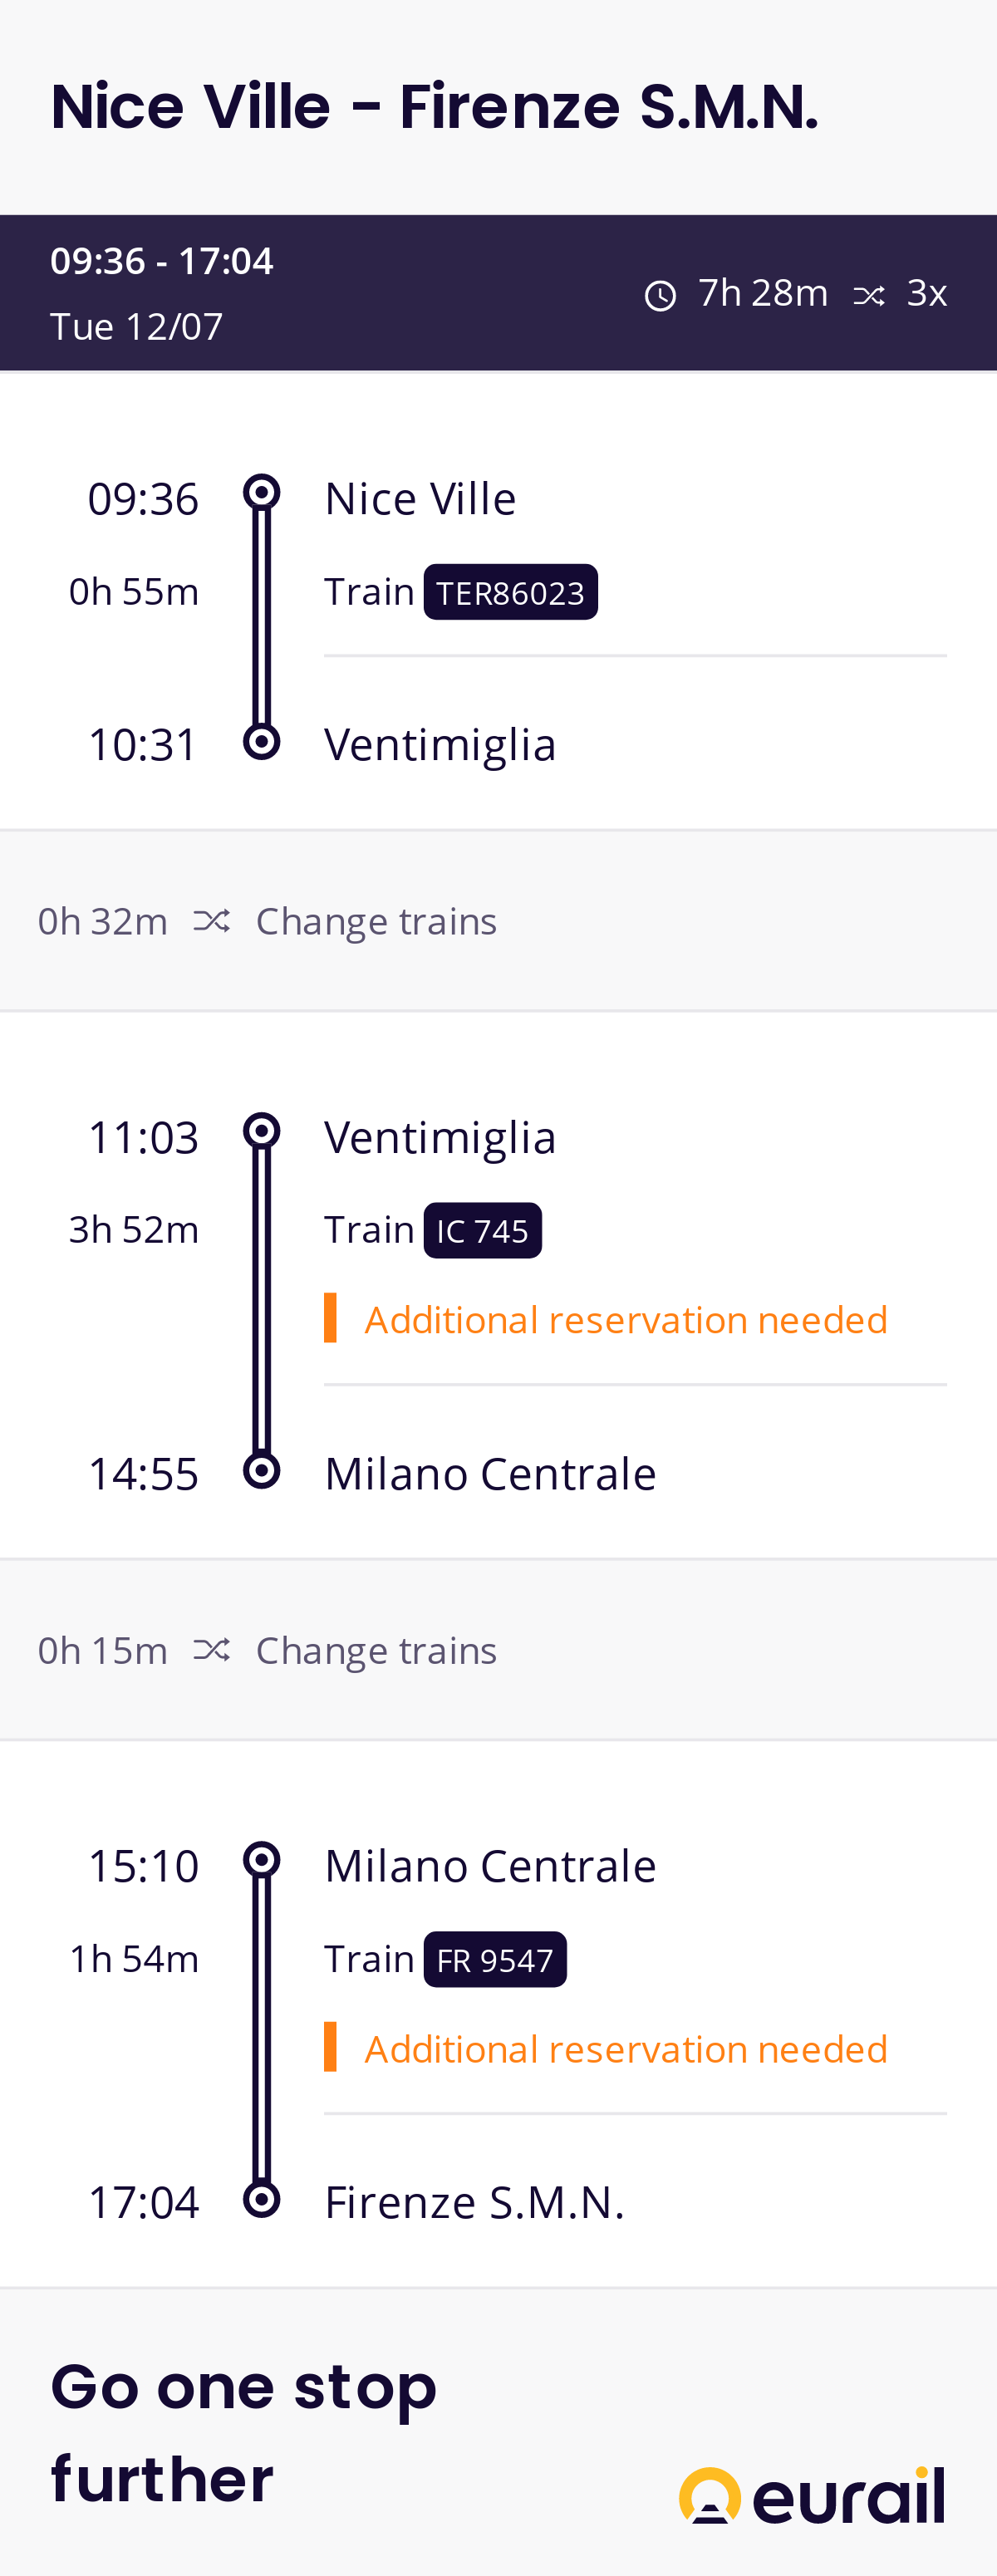 Nice Ville - Firenze S.M.N.
09:36 - 17:04
Tue 12/07
7h 28m 3x
09:36 Nice Ville
0h 55m Train TER86023
10:31 Ventimiglia
0h 32m Change trains
11:03 Ventimiglia
3h 52m Train IC 745
Additional reservation needed
14:55 Milano Centrale
0h 15m Change trains
15:10 Milano Centrale
1h 54m Train FR 9547
Additional reservation needed
17:04 Firenze S.M.N.
Go one stop
further
eurail